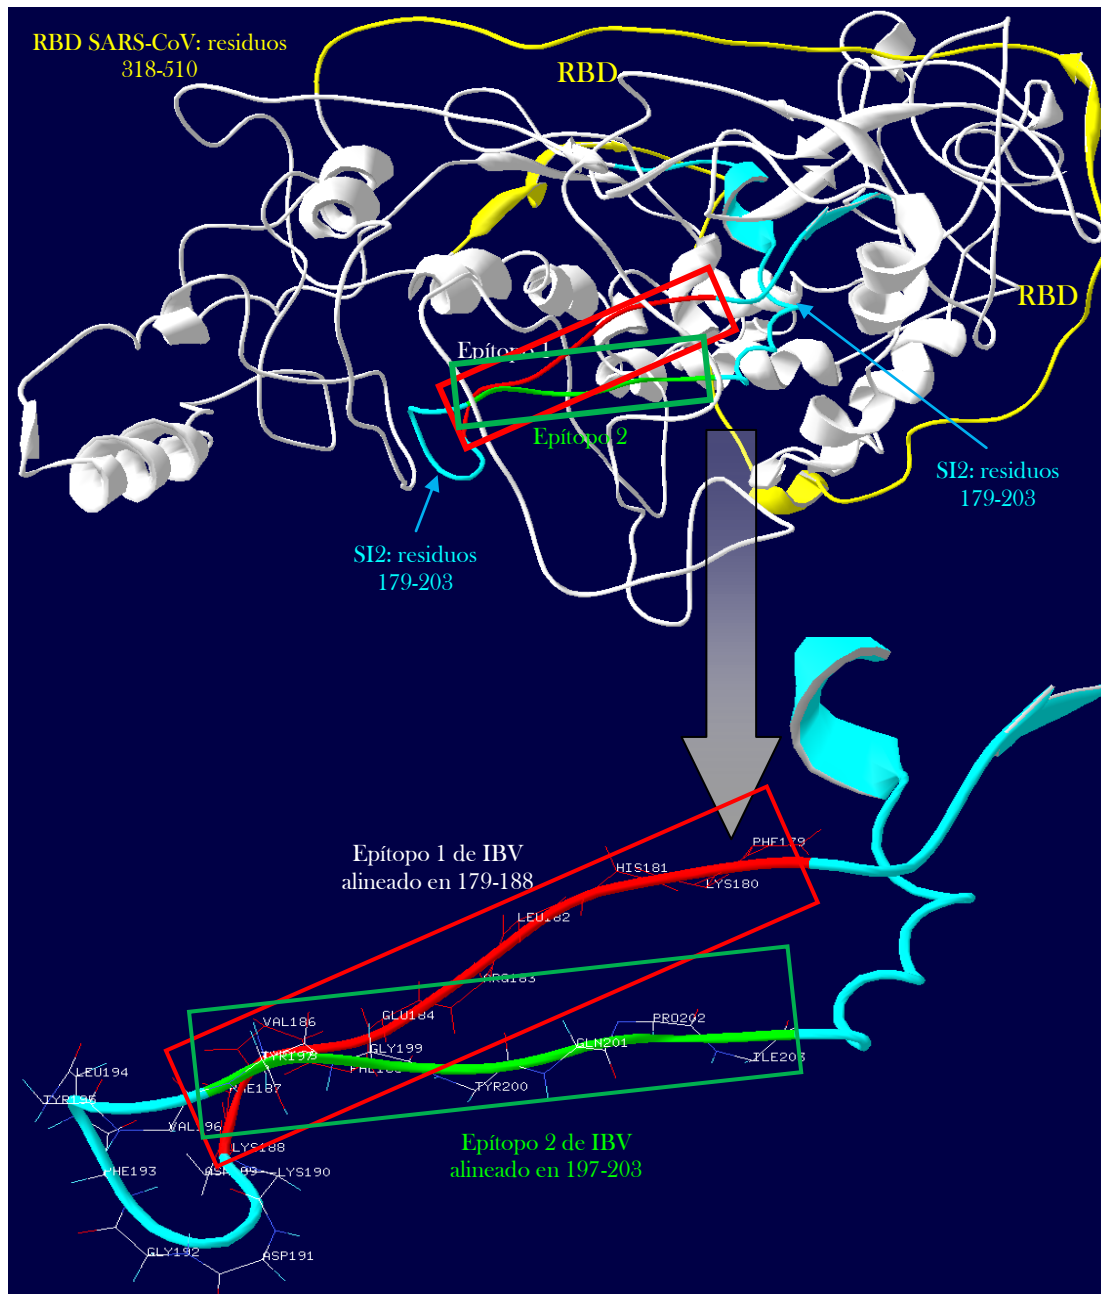 RBD SARS-CoV: residuos
318-510
RBD
RBD
Epítopo 1
Epítopo 2
SI2: residuos
179-203
SI2: residuos
179-203
Epítopo 1 de IBV
alineado en 179-188
PHE179
HIS181
LYS180
LEU182
ARG183
GLU184
VAL186
GLY199
PRO202
GLN201
ILE203
TYR200
LEU194
TYR195
VAL196
LYS188
LYS190
PHE193
GLY192
ASP191
Epítopo 2 de IBV
alineado en 197-203